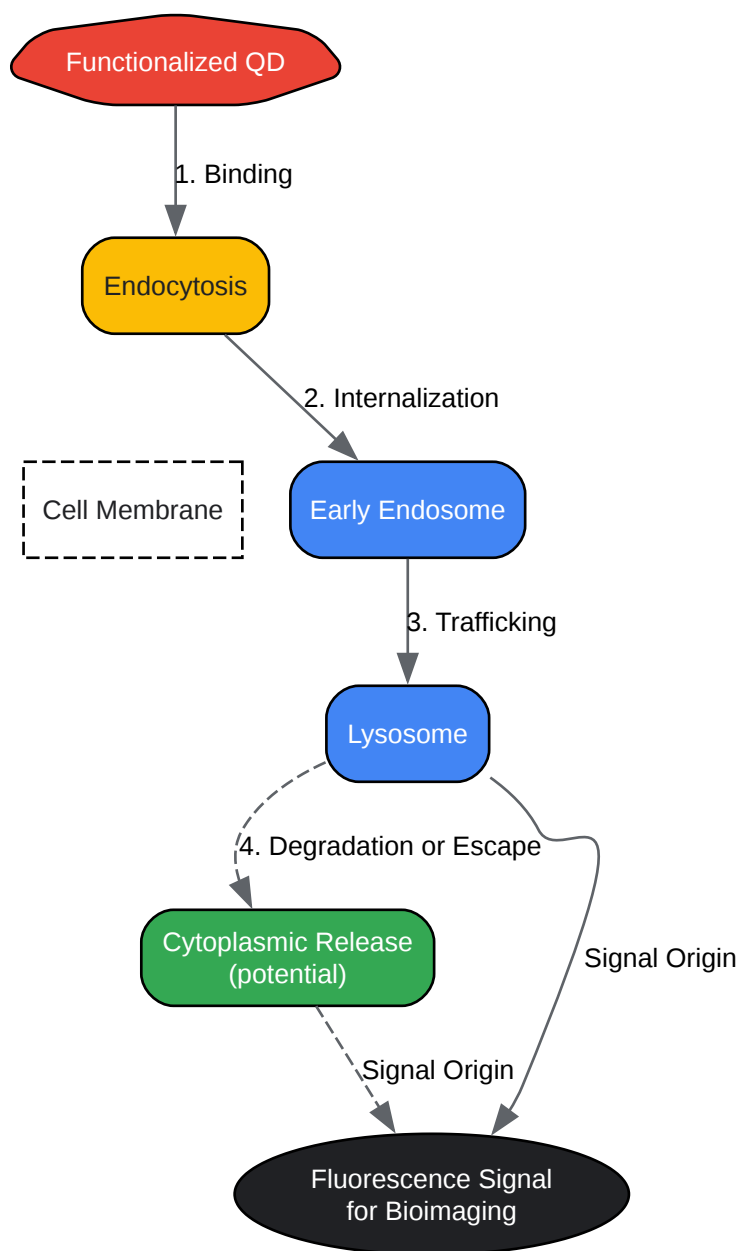 Functionalized QD
1. Binding
Endocytosis
2. Internalization
Cell Membrane
Early Endosome
3. Trafficking
Lysosome
4. Degradation or Escape
Cytoplasmic Release
(potential)
Signal Origin
Signal Origin
Fluorescence Signal
for Bioimaging